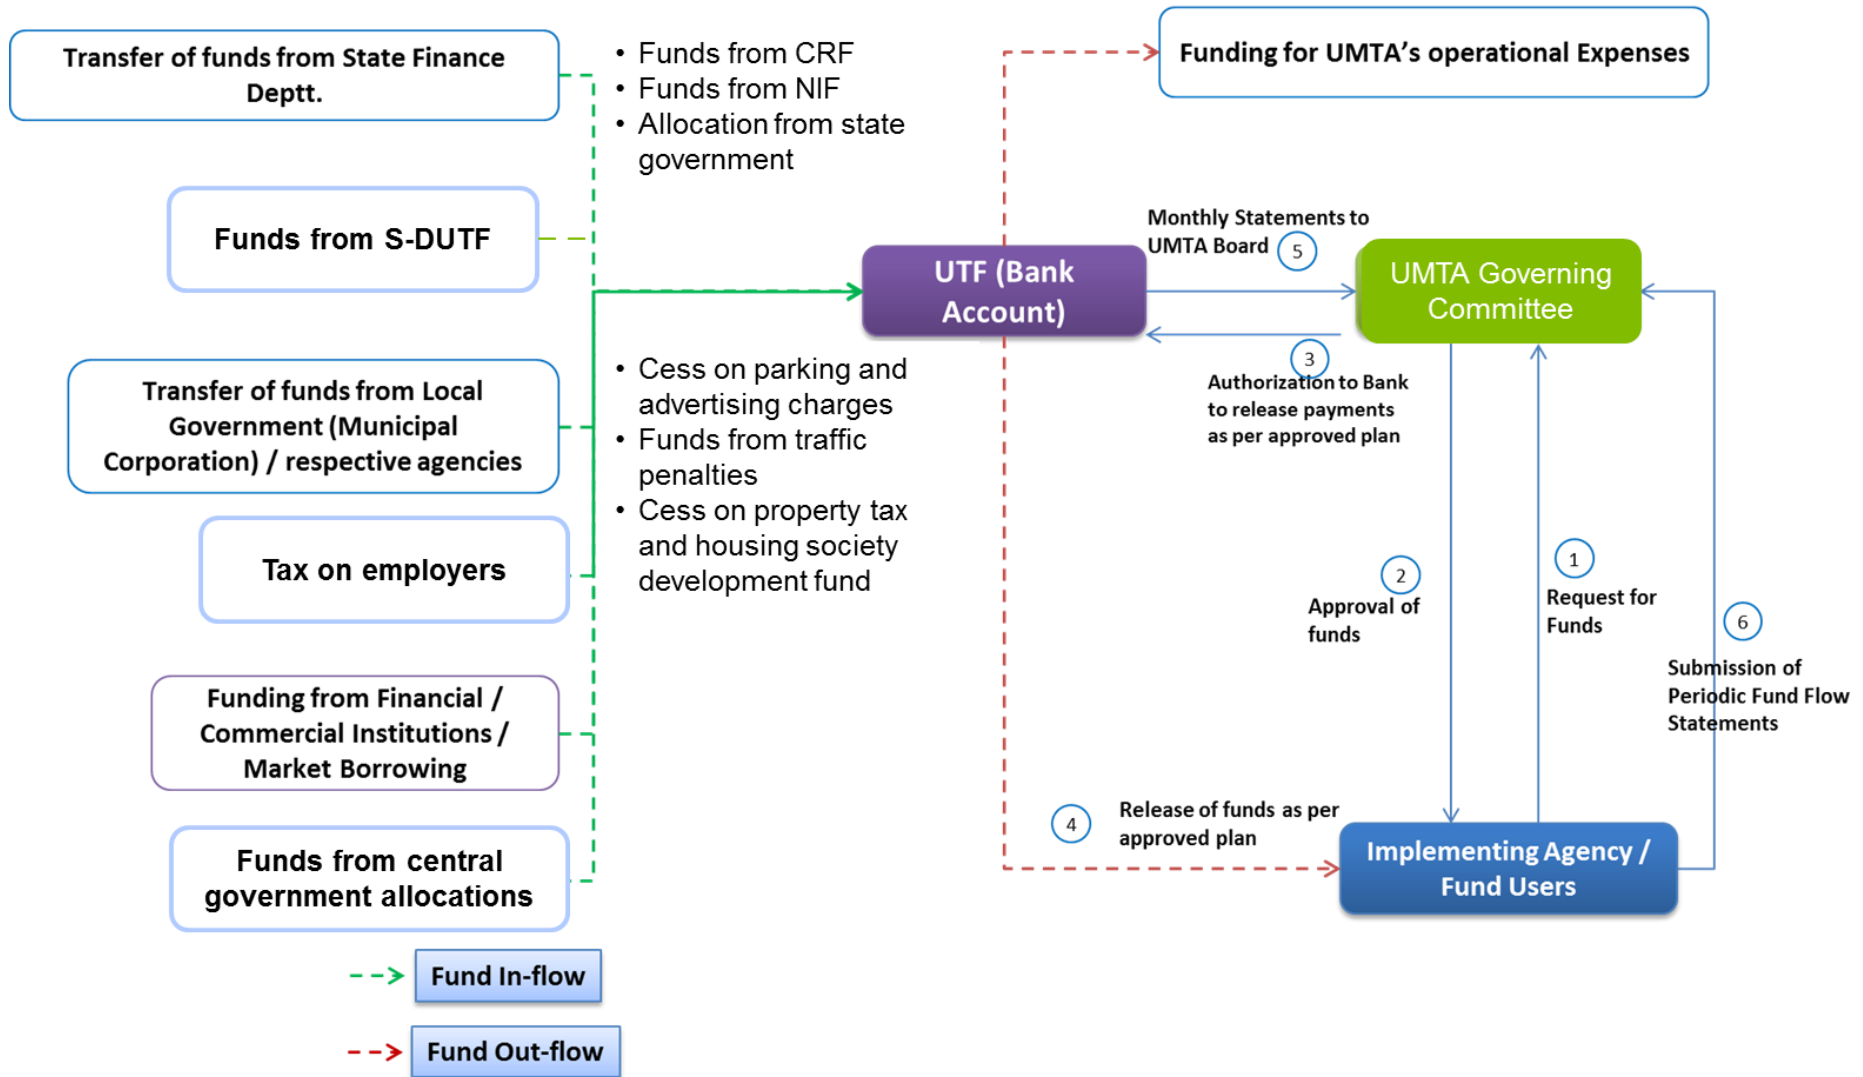 Transfer of funds from State Finance
Deptt.
• Funds from CRF
• Funds from NIF
• Allocation from state
government
Funding for UMTA's operational Expenses
Funds from S-DUTF
UTF (Bank
Account)
Monthly Statements to
UMTA Board
5
UMTA Governing
Committee
3
Authorization to Bank
to release payments
as per approved plan
Transfer of funds from Local
Government (Municipal
Corporation) / respective agencies
• Cess on parking and
advertising charges
• Funds from traffic
penalties
• Cess on property tax
and housing society
development fund
Tax on employers
2
Approval of
funds
1
Request for
Funds
6
Submission of
Periodic Fund Flow
Statements
Funding from Financial /
Commercial Institutions /
Market Borrowing
4
Release of funds as per
approved plan
Implementing Agency /
Fund Users
Funds from central
government allocations
Fund In-flow
Fund Out-flow